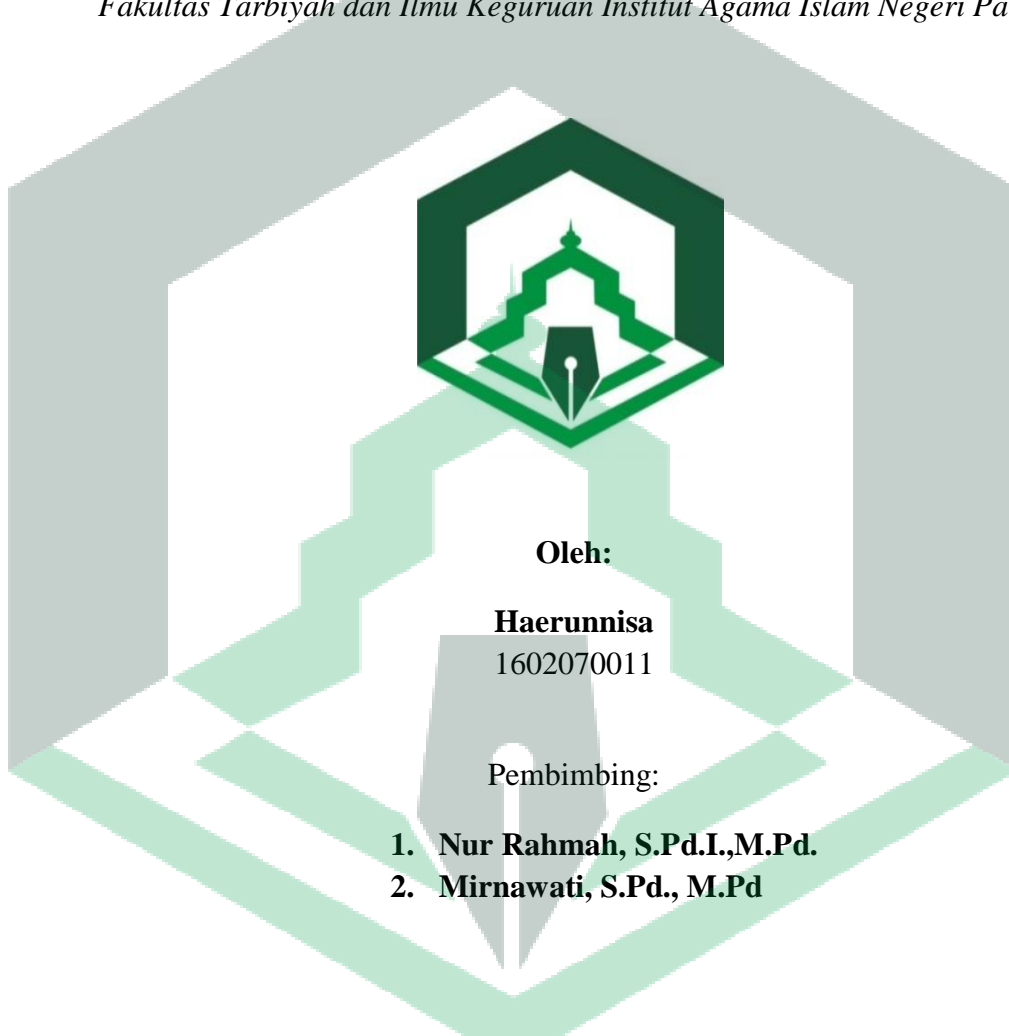 Fakultas Tarbiyah dan Ilmu Keguruan Institut Agama Islam Negeri Pa
Oleh:
Haerunnisa
1602070011
Pembimbing:
1. Nur Rahmah, S.Pd.I.,M.Pd.
2. Mirnawati, S.Pd., M.Pd